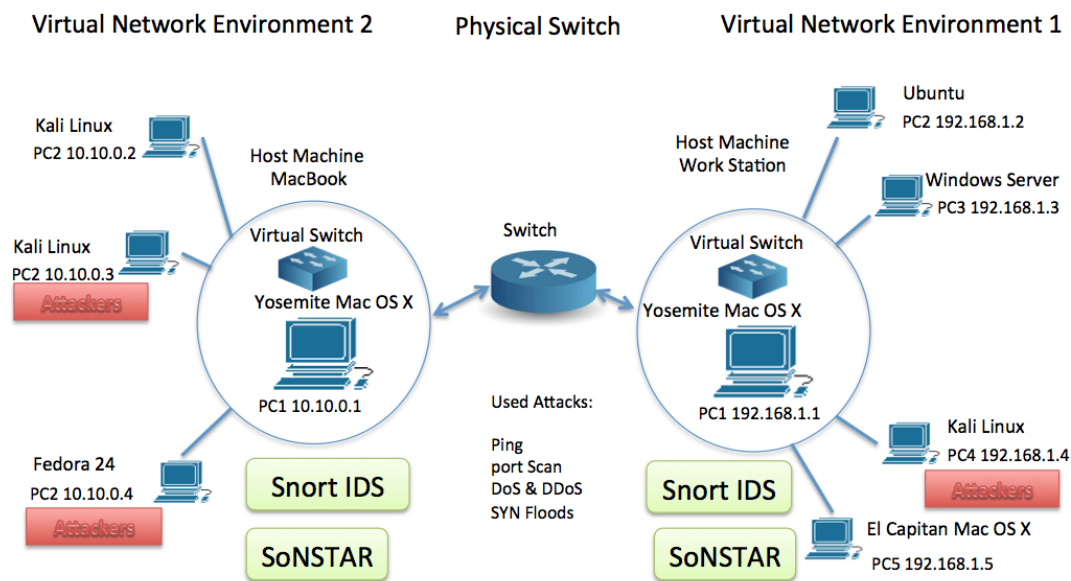 Virtual Network Environment 2
Physical Switch
Virtual Network Environment 1
Kali Linux
PC2 10.10.0.2
Host Machine
MacBook
Kali Linux
PC2 10.10.0.3
Attackers
Virtual Switch
Yosemite Mac OS X
PC1 10.10.0.1
Fedora 24
PC2 10.10.0.4
Attackers
Snort IDS
SoNSTAR
Switch
Used Attacks:
Ping
port Scan
DoS & DDoS
SYN Floods
Host Machine
Work Station
Ubuntu
PC2 192.168.1.2
Windows Server
PC3 192.168.1.3
Virtual Switch
Yosemite Mac OS X
PC1 192.168.1.1
Kali Linux
PC4 192.168.1.4
Attackers
Snort IDS
SoNSTAR
El Capitan Mac OS X
PC5 192.168.1.5